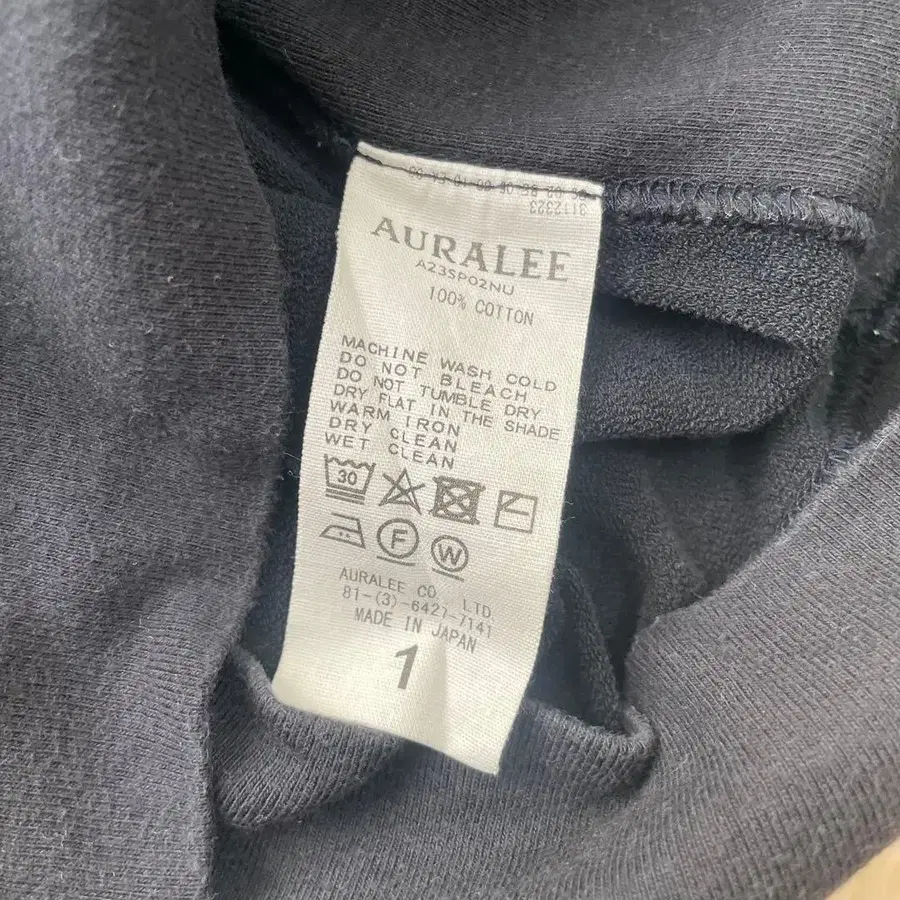 AURALEE
A23SP02NU
100% COTTON
MACHINE WASH COLD
DO NOT BLEACH
DO NOT TUMBLE DRY
DRY FLAT IN THE SHADE
WARM IRON
DRY CLEAN
WET CLEAN
30
F W
AURALEE CO. LTD
81-(3)-6427-7141
MADE IN JAPAN
1